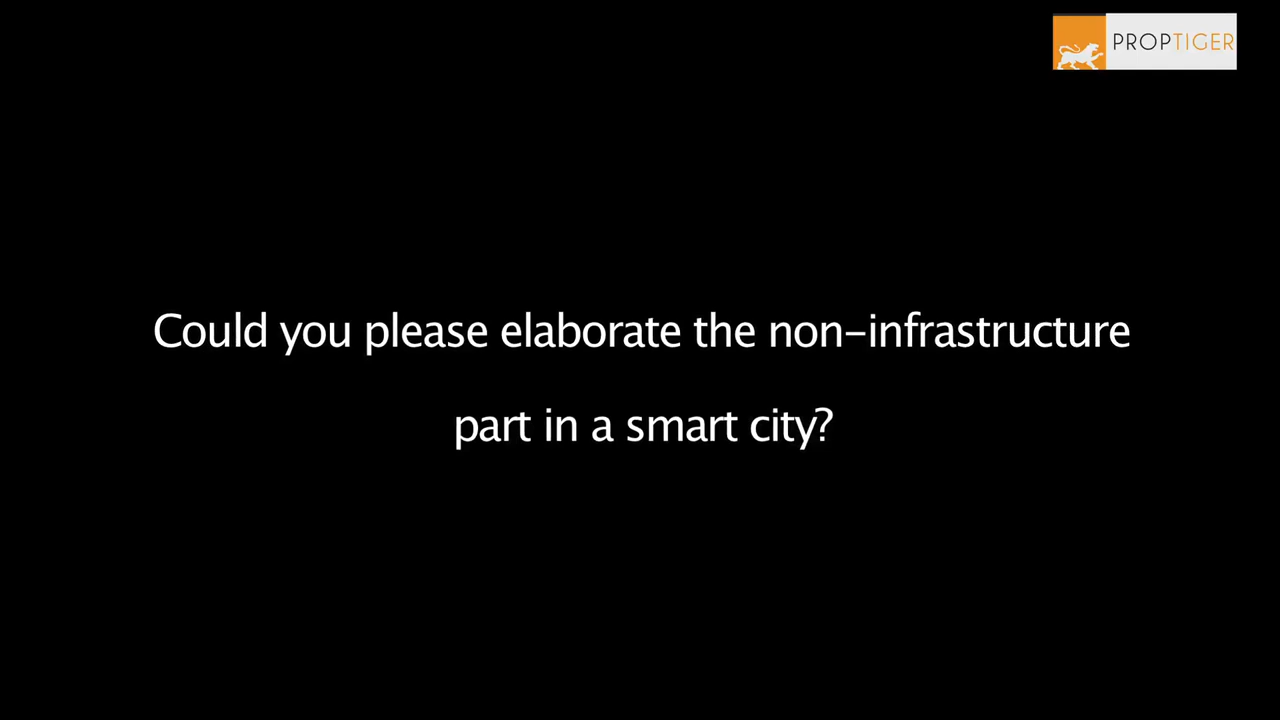 PROPTIGER
Could you please elaborate the non-infrastructure
part in a smart city?